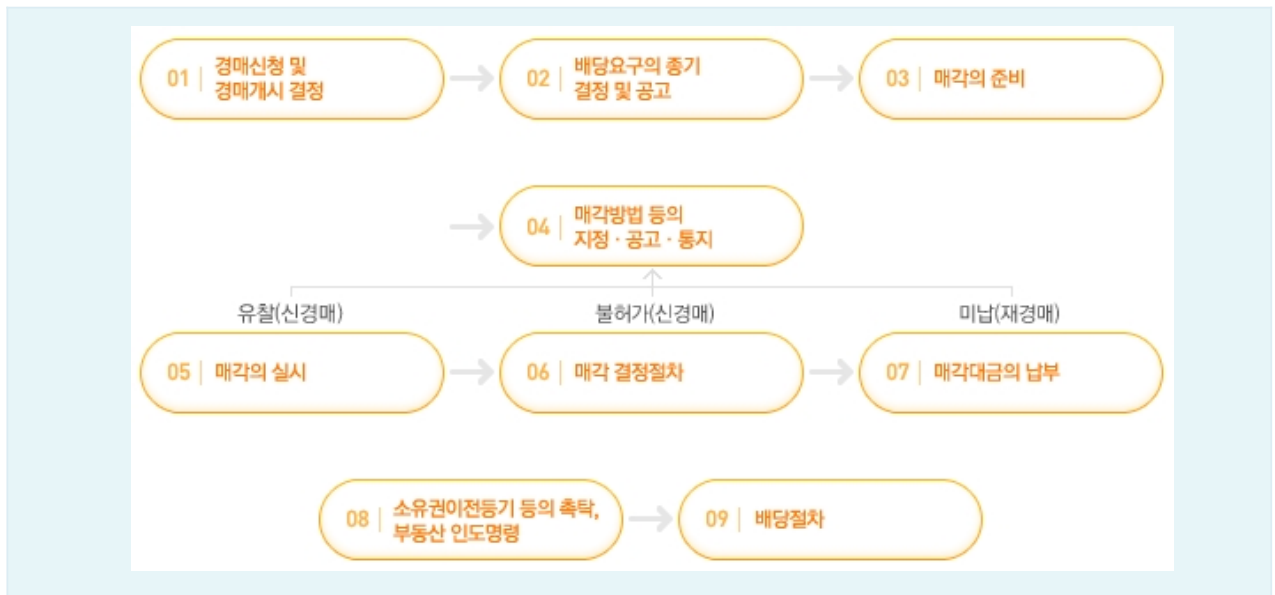 01 경매신청 및
경매개시 결정
02 배당요구의 종기
결정 및 공고
03 매각의 준비
04 매각방법 등의
지정 · 공고 · 통지
유찰(신경매)
불허가(신경매)
미납(재경매)
05 매각의 실시
06 매각 결정절차
07 매각대금의 납부
08 소유권이전등기 등의 촉탁,
부동산 인도명령
09 배당절차